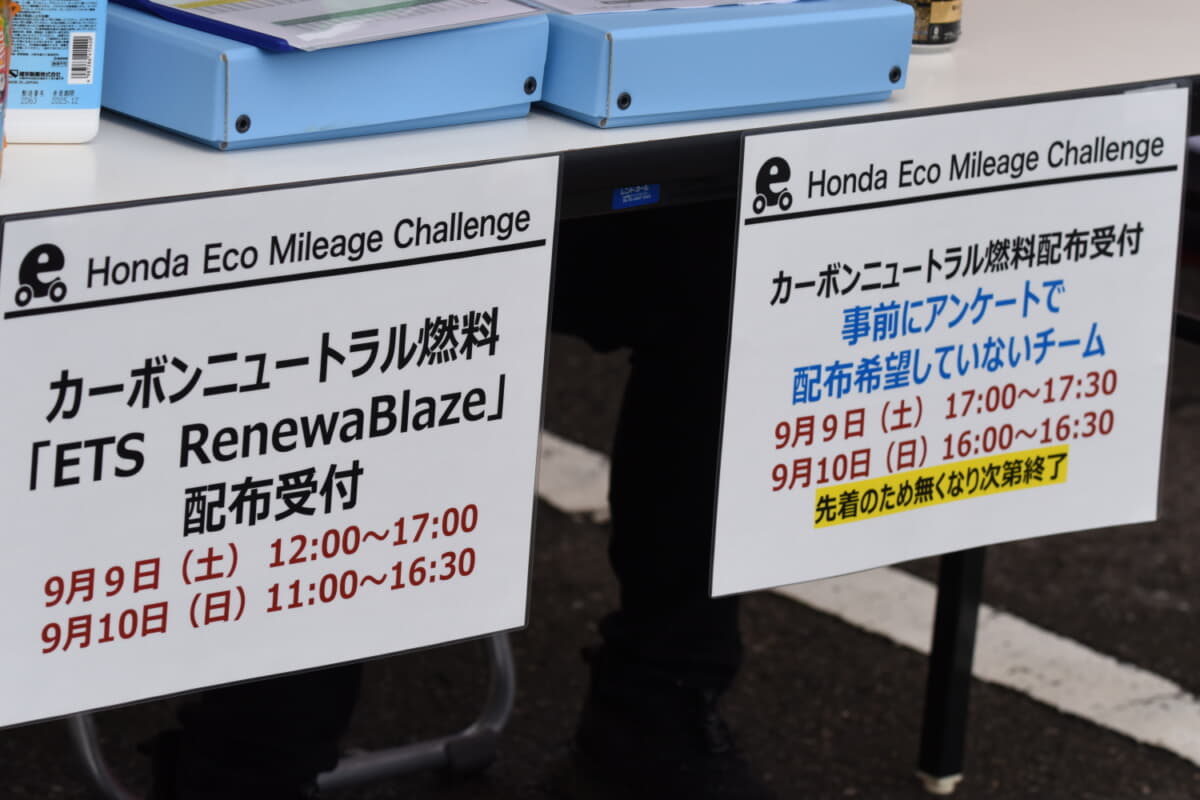 2D63 2025.12
Honda Eco Mileage Challenge
カーボンニュートラル燃料
「ETS RenewaBlaze」
配布受付
9月9日（土） 12:00～17:00
9月10日（日） 11:00～16:30
Honda Eco Mileage Challenge
カーボンニュートラル燃料配布受付
事前にアンケートで
配布希望していないチーム
9月9日（土） 17:00～17:30
9月10日（日） 16:00～16:30
先着のため無くなり次第終了